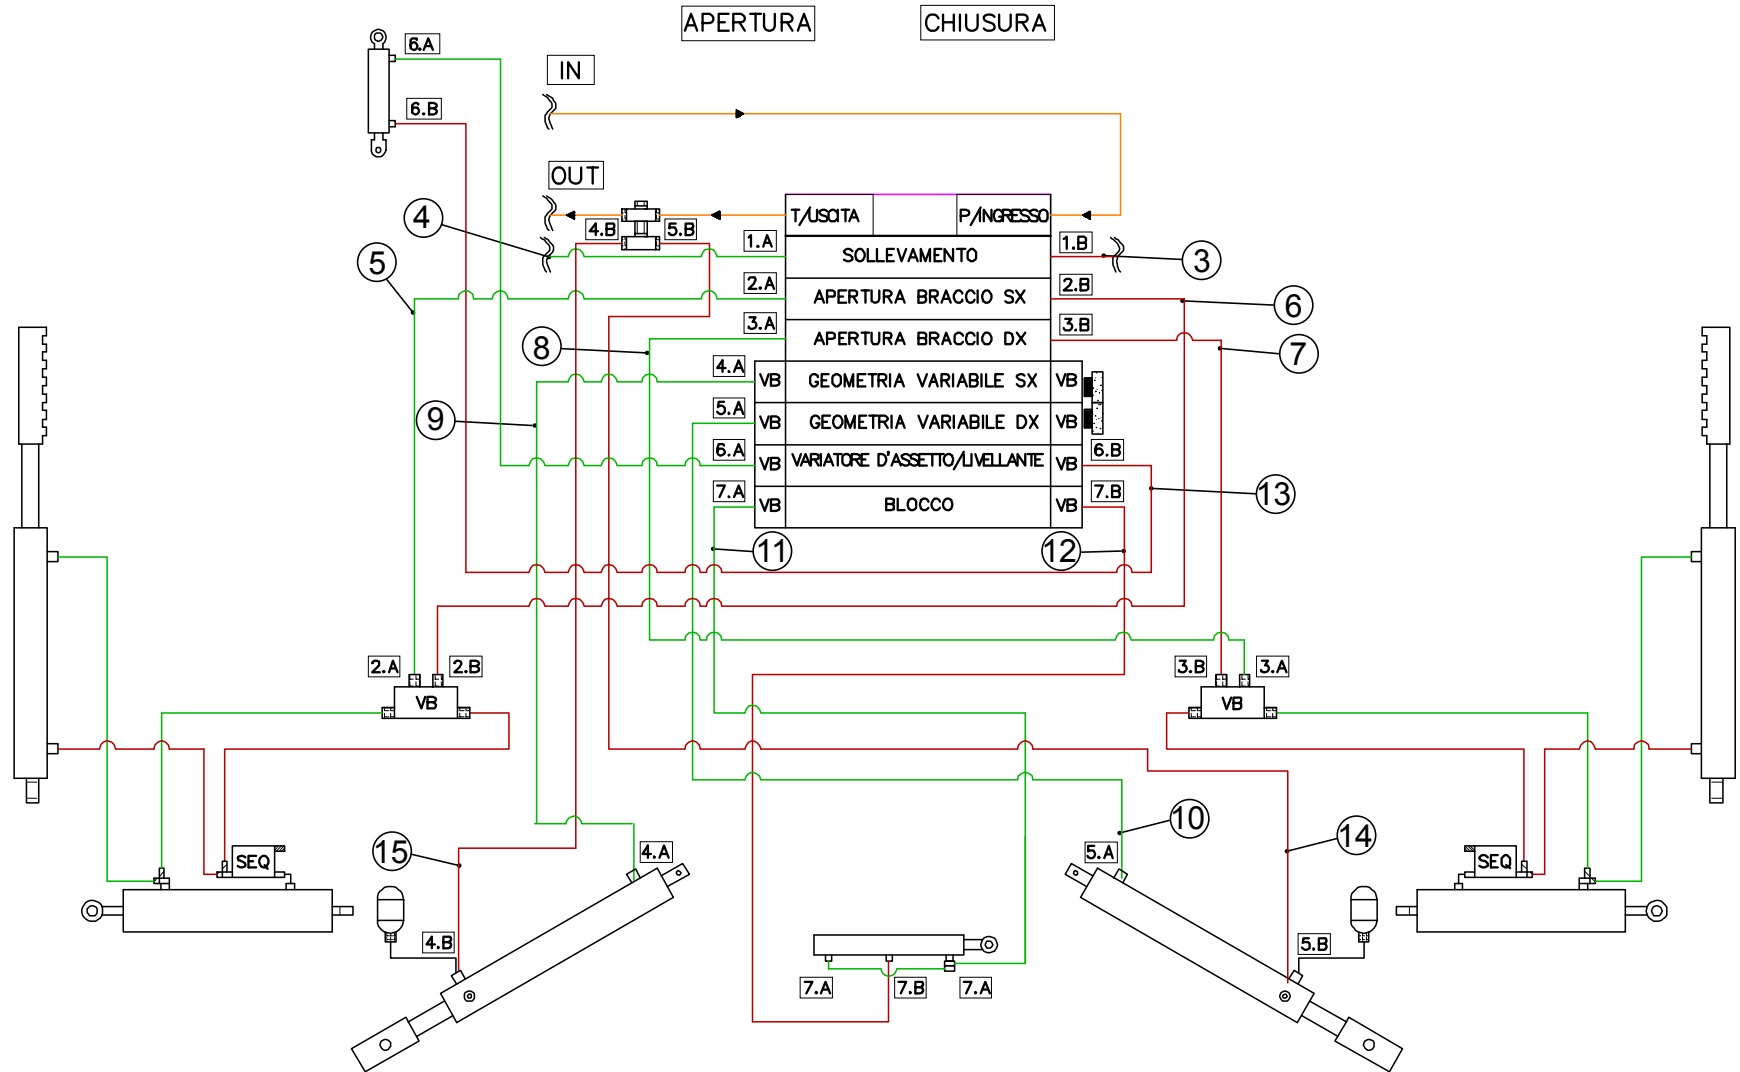 APERTURA CHIUSURA
6.A
IN
6.B
OUT
4
4.B 5.B
T/USCITA P/INGRESSO
1.A SOLLEVAMENTO 1.B
3
5
2.A APERTURA BRACCIO SX 2.B
6
8
3.A APERTURA BRACCIO DX 3.B
7
4.A VB GEOMETRIA VARIABILE SX VB
9
5.A VB GEOMETRIA VARIABILE DX VB
6.A VB VARIATORE D'ASSETTO/LIVELLANTE VB 6.B
13
7.A VB BLOCCO VB 7.B
11 12
2.A 2.B
VB
3.B 3.A
VB
10
15
14
SEQ
4.A
5.A
SEQ
4.B
5.B
7.A 7.B 7.A